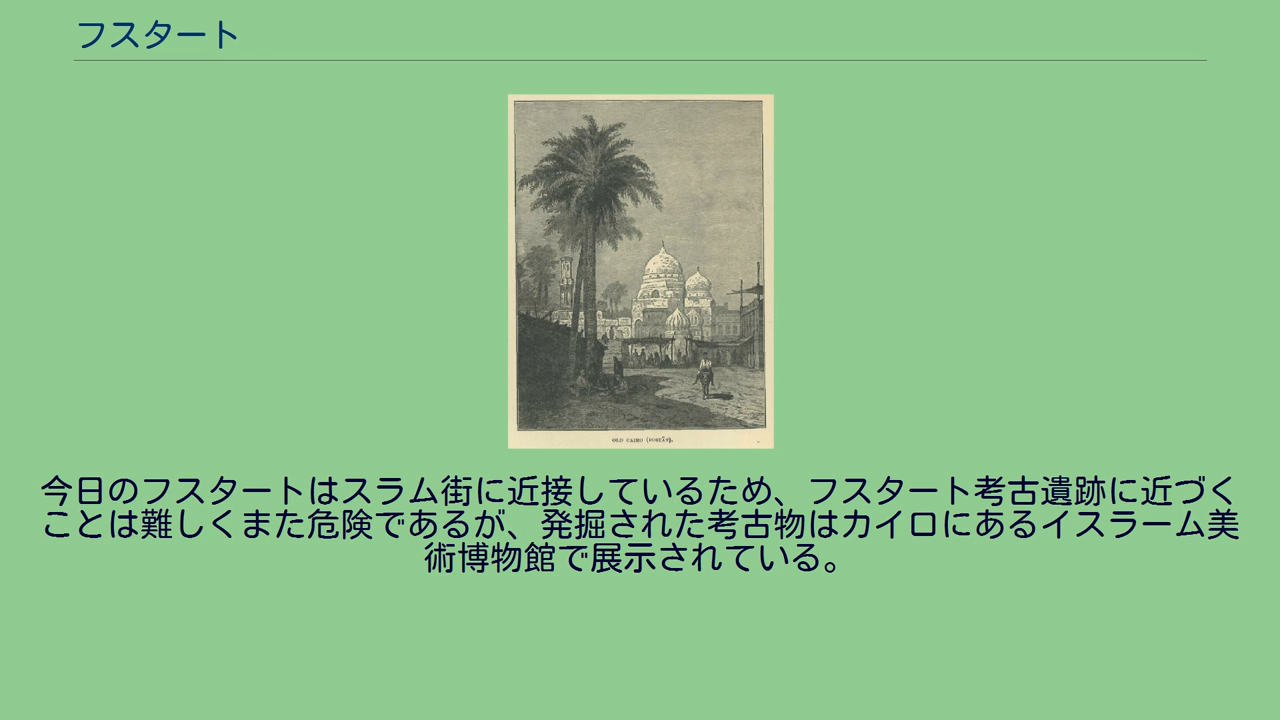 フスタート
OLD CAIRO (FOSTÂT).
今日のフスタートはスラム街に近接しているため、フスタート考古遺跡に近づく
ことは難しくまた危険であるが、発掘された考古物はカイロにあるイスラーム美
術博物館で展示されている。